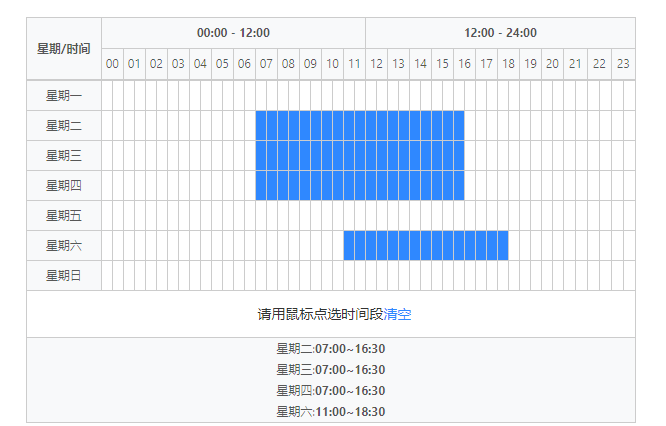 星期/时间
00:00 - 12:00 12:00 - 24:00
00 01 02 03 04 05 06 07 08 09 10 11 12 13 14 15 16 17 18 19 20 21 22 23
星期一
星期二
星期三
星期四
星期五
星期六
星期日
请用鼠标点选时间段清空
星期二:07:00~16:30
星期三:07:00~16:30
星期四:07:00~16:30
星期六:11:00~18:30